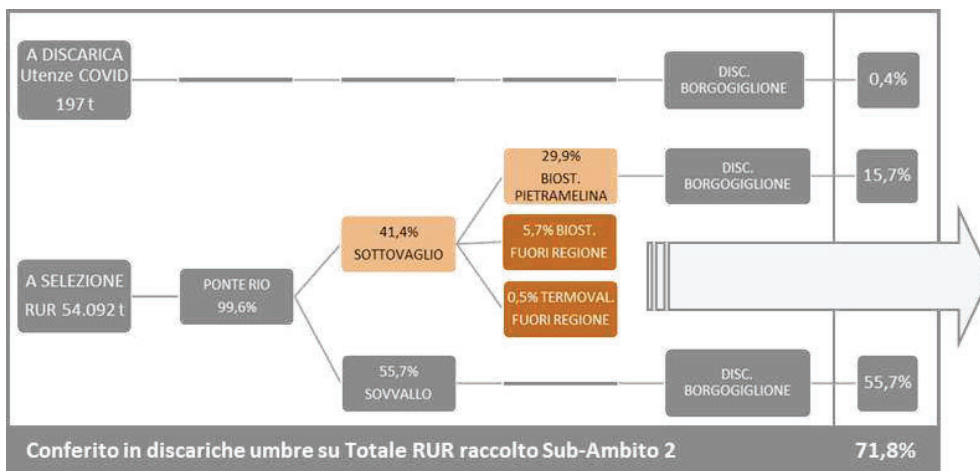 A DISCARICA
Utenze COVID
197 t
DISC.
BORGOGIGLIONE
0,4%
29,9%
BIOST.
PIETRAMELINA
DISC.
BORGOGIGLIONE
15,7%
41,4%
SOTTOVAGLIO
5,7% BIOST.
FUORI REGIONE
A SELEZIONE
RUR 54.092 t
PONTE RIO
99,6%
0,5% TERMOVAL.
FUORI REGIONE
55,7%
SOVVALLO
DISC.
BORGOGIGLIONE
55,7%
Conferito in discariche umbre su Totale RUR raccolto Sub-Ambito 2 71,8%